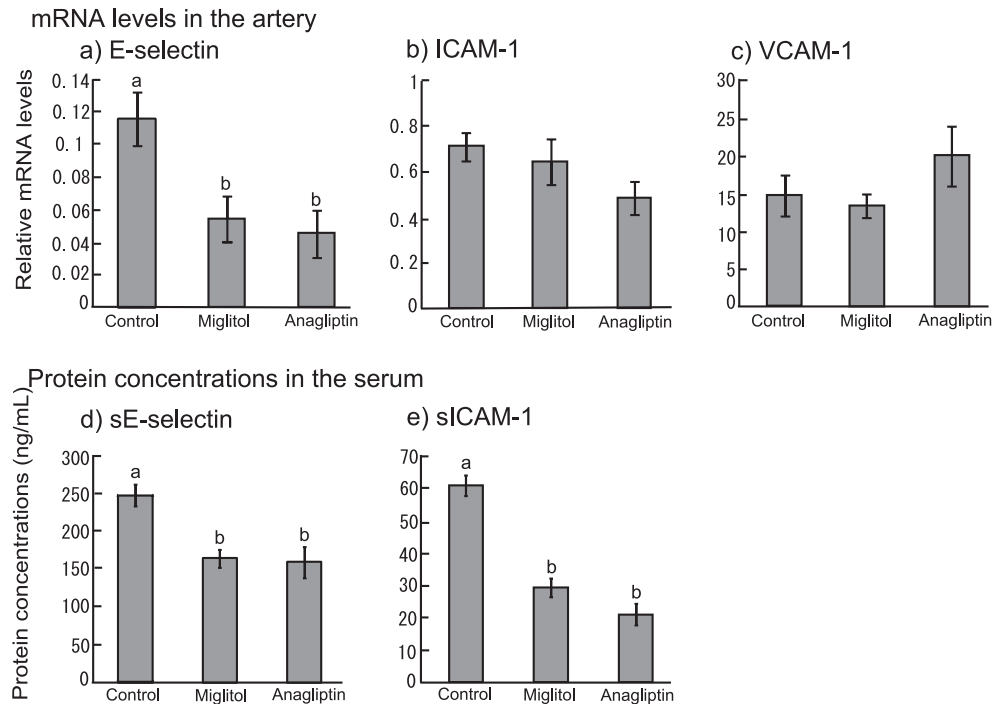 mRNA levels in the artery
a) E-selectin
b) ICAM-1
c) VCAM-1
Relative mRNA levels
0.14
0.12
0.1
0.08
0.06
0.04
0.02
0
a
b
b
Control
Miglitol
Anagliptin
1
0.8
0.6
0.4
0.2
0
Control
Miglitol
Anagliptin
30
25
20
15
10
5
0
Control
Miglitol
Anagliptin
Protein concentrations in the serum
d) sE-selectin
e) sICAM-1
Protein concentrations (ng/mL)
300
250
200
150
100
50
0
a
b
b
Control
Miglitol
Anagliptin
70
60
50
40
30
20
10
0
a
b
b
Control
Miglitol
Anagliptin